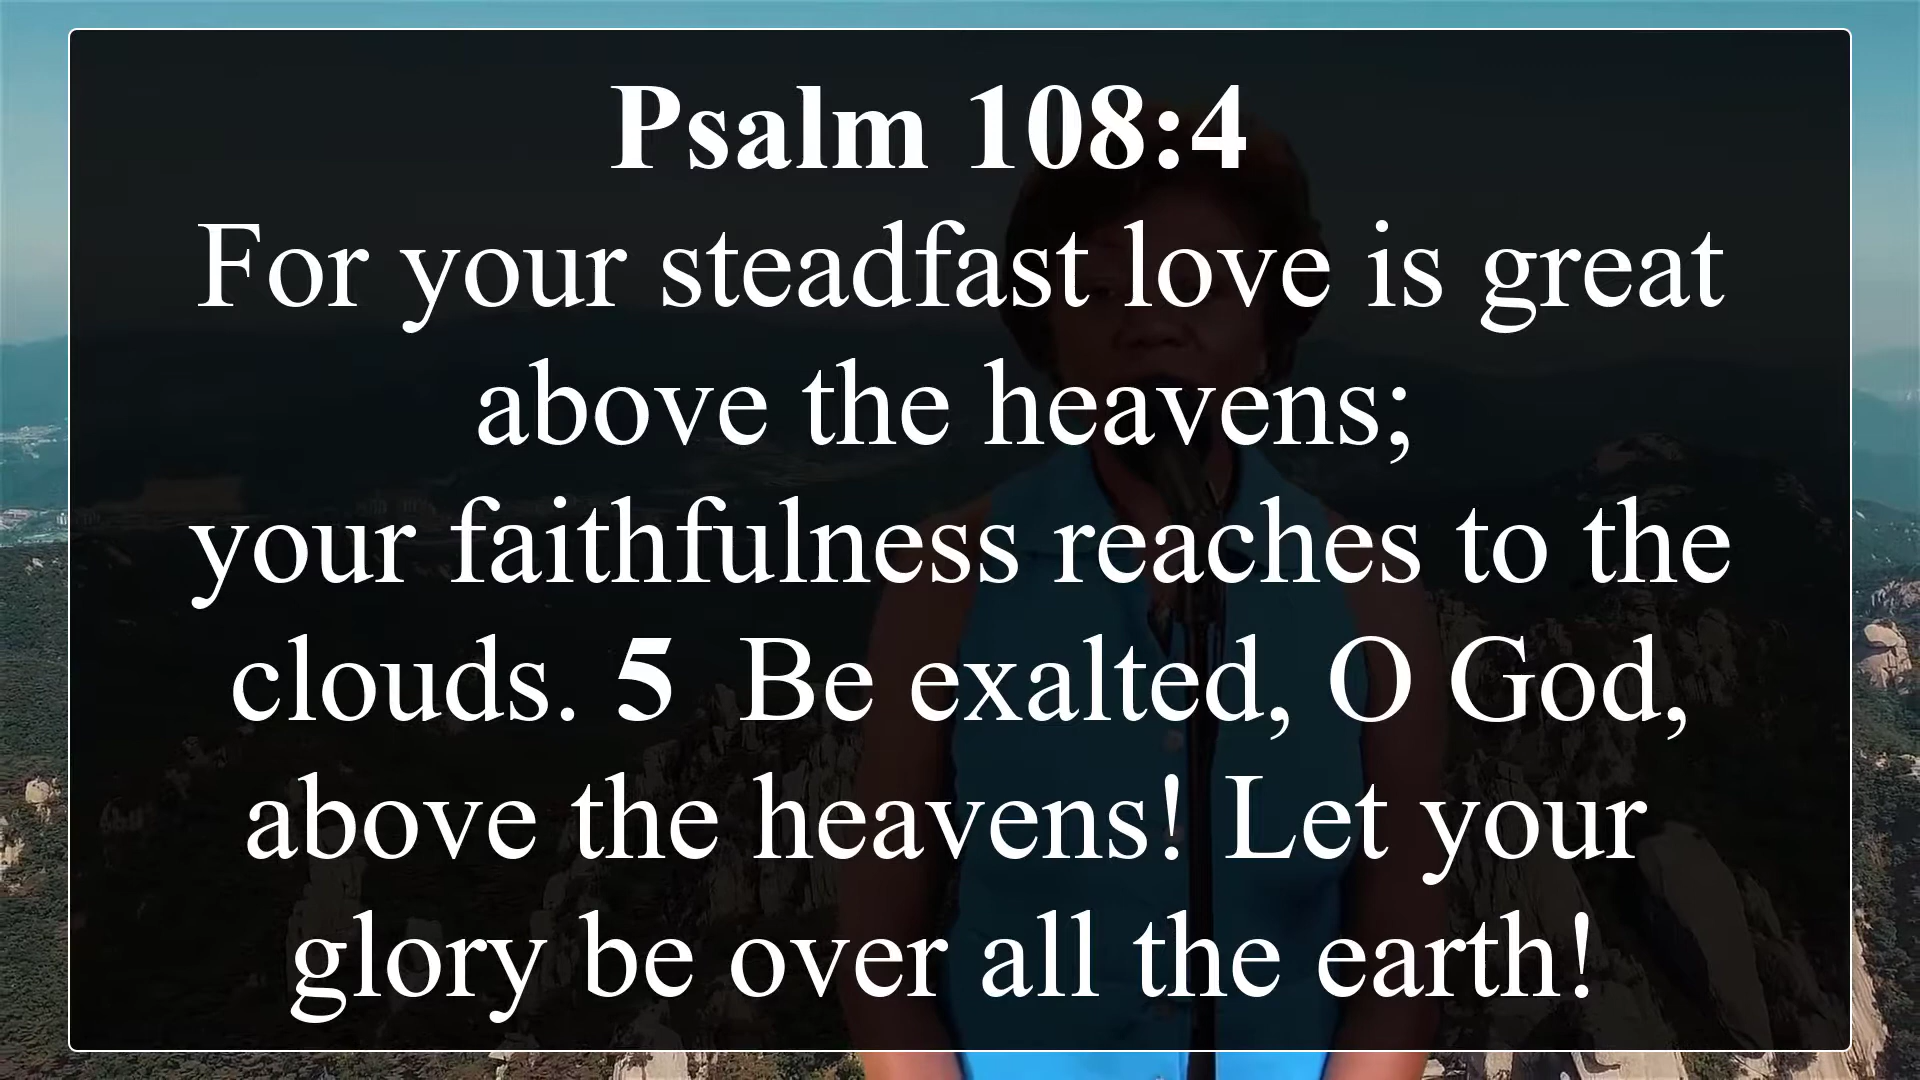 Psalm 108:4
For your steadfast love is great
above the heavens;
your faithfulness reaches to the
clouds. 5 Be exalted, O God,
above the heavens! Let your
glory be over all the earth!